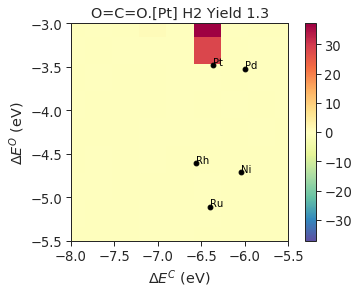 O=C=O.[Pt] H2 Yield 1.3
−3.0
−3.5
−4.0
−4.5
−5.0
−5.5
ΔE^O (eV)
Pt
Pd
Rh
Ni
Ru
−8.0 −7.5 −7.0 −6.5 −6.0 −5.5
ΔE^C (eV)
30
20
10
0
−10
−20
−30